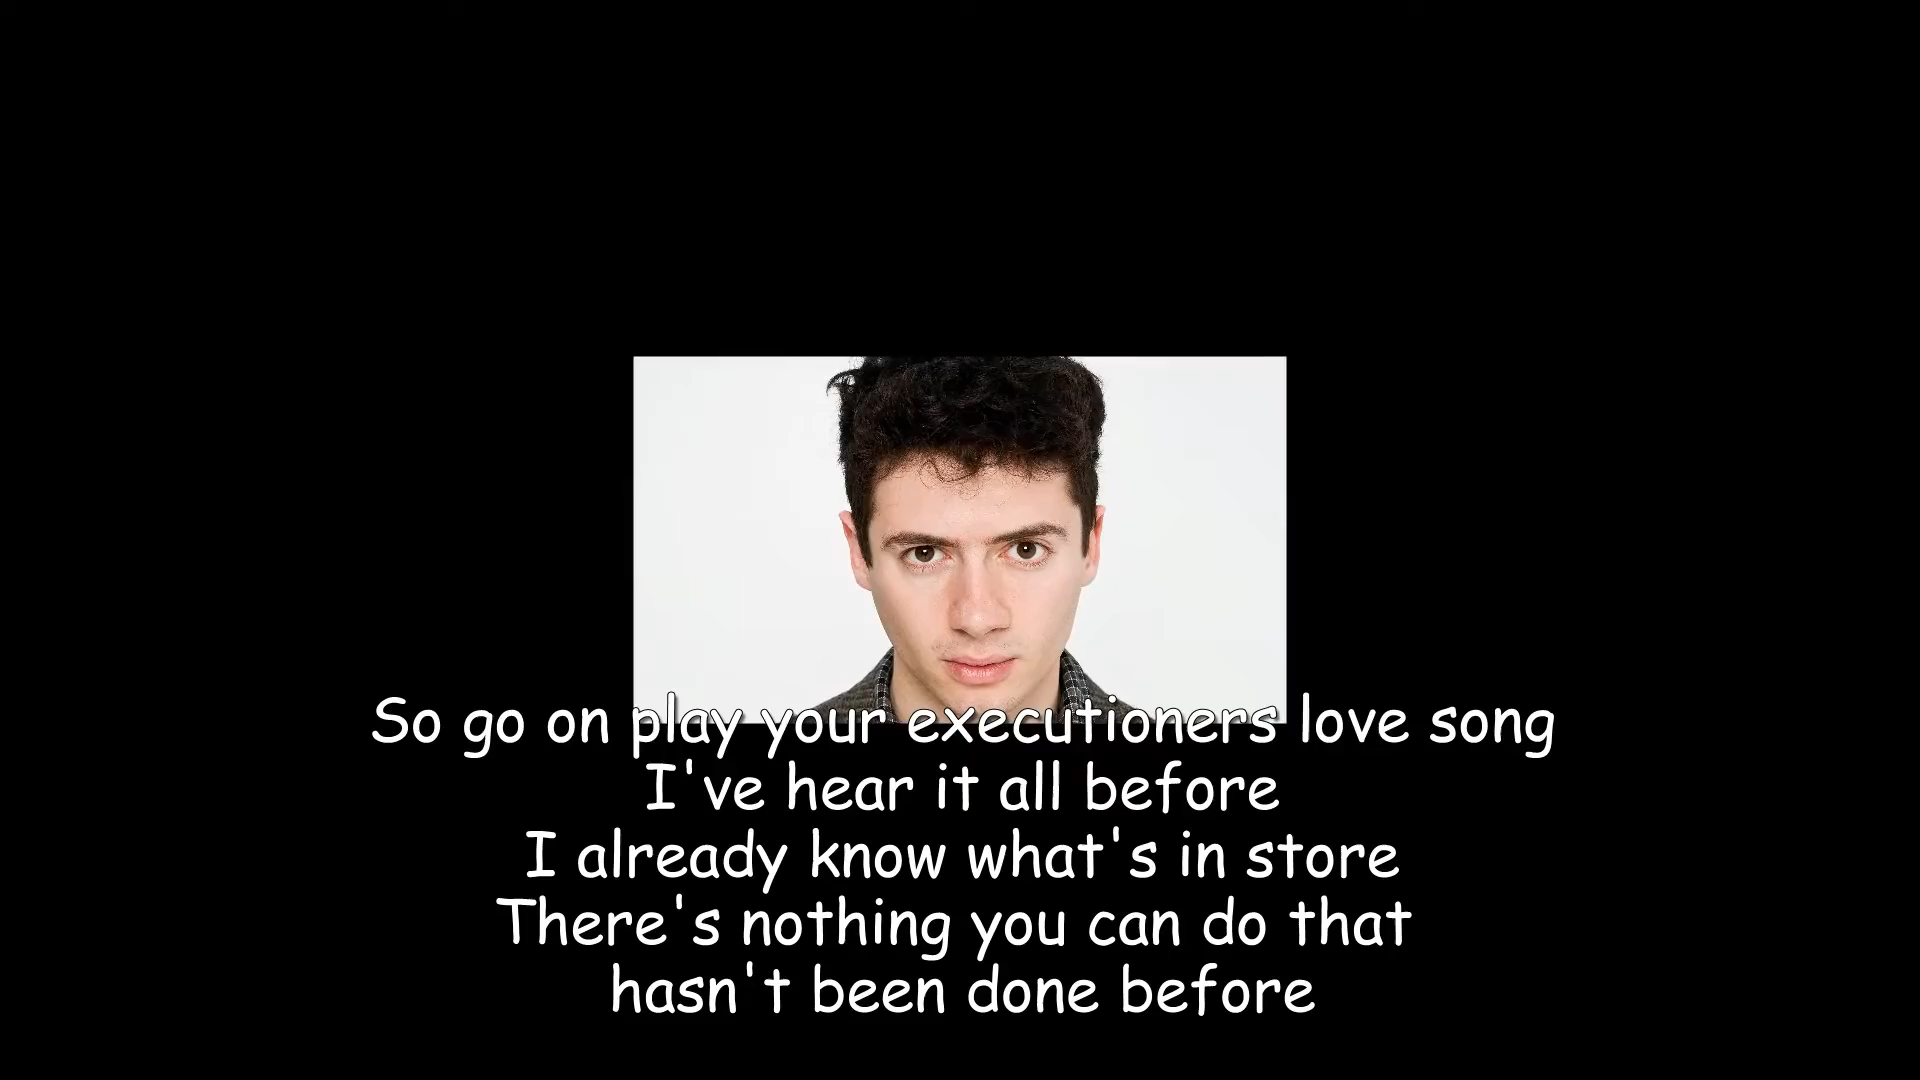 So go on play your executioners love song
I've hear it all before
I already know what's in store
There's nothing you can do that
hasn't been done before